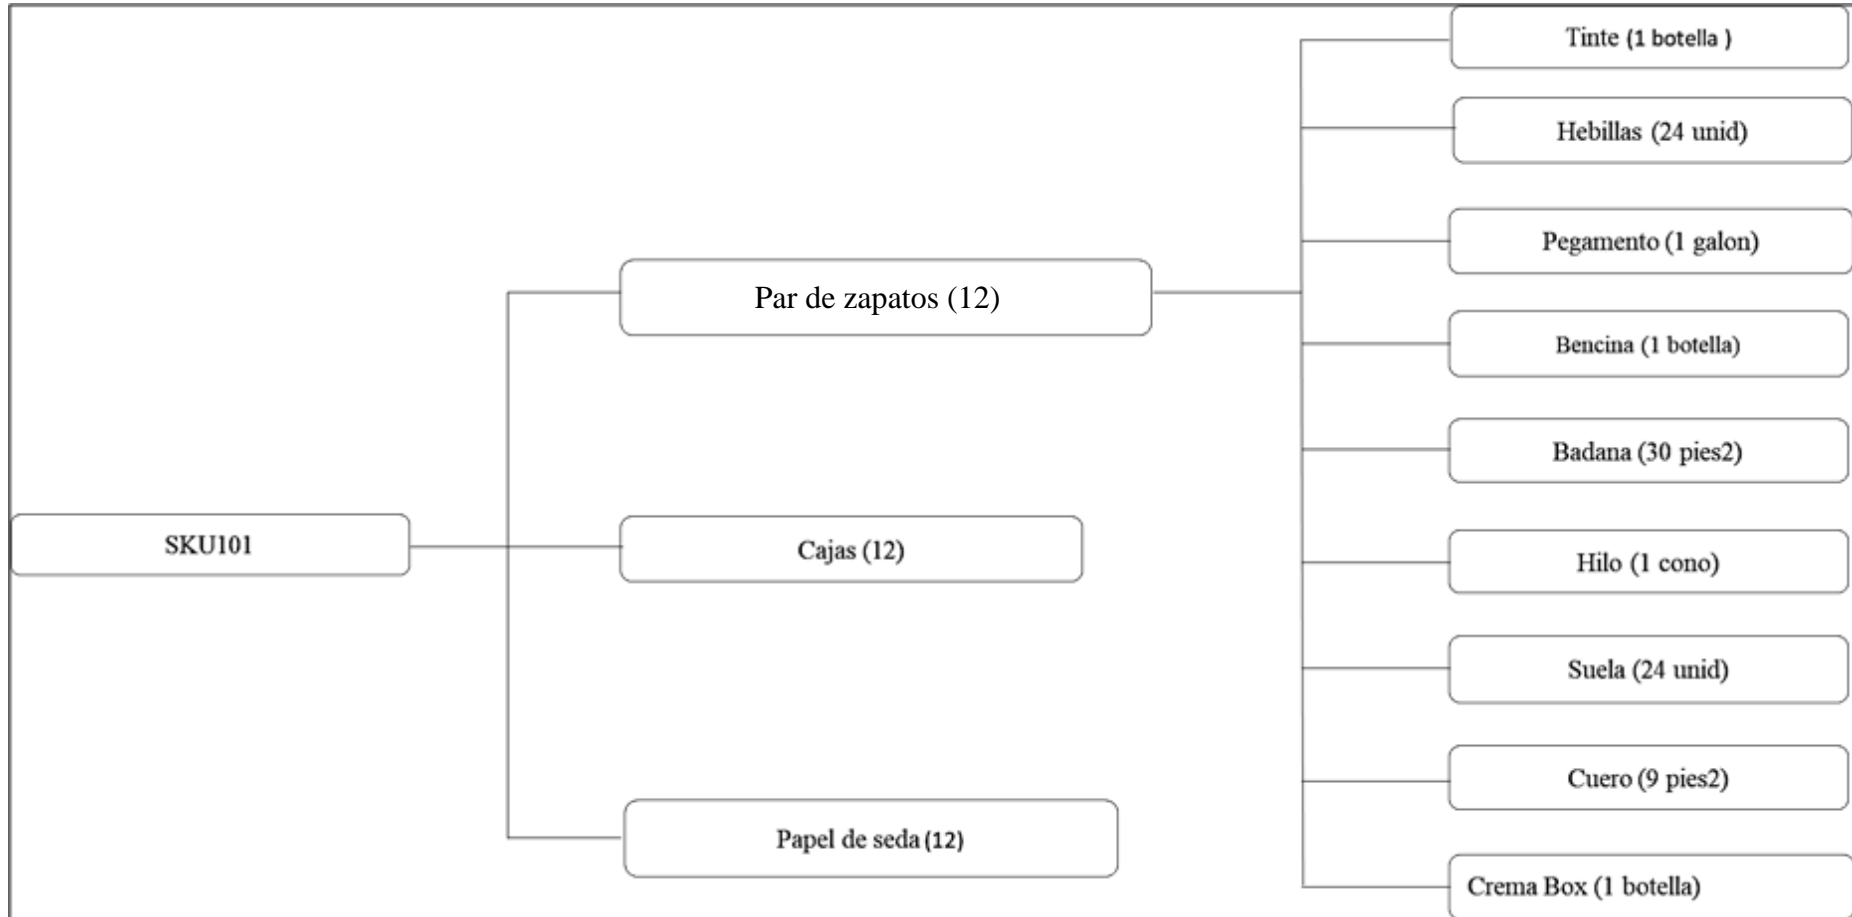 SKU101
Par de zapatos (12)
Cajas (12)
Papel de seda (12)
Tinte (1 botella )
Hebillas (24 unid)
Pegamento (1 galon)
Bencina (1 botella)
Badana (30 pies2)
Hilo (1 cono)
Suela (24 unid)
Cuero (9 pies2)
Crema Box (1 botella)